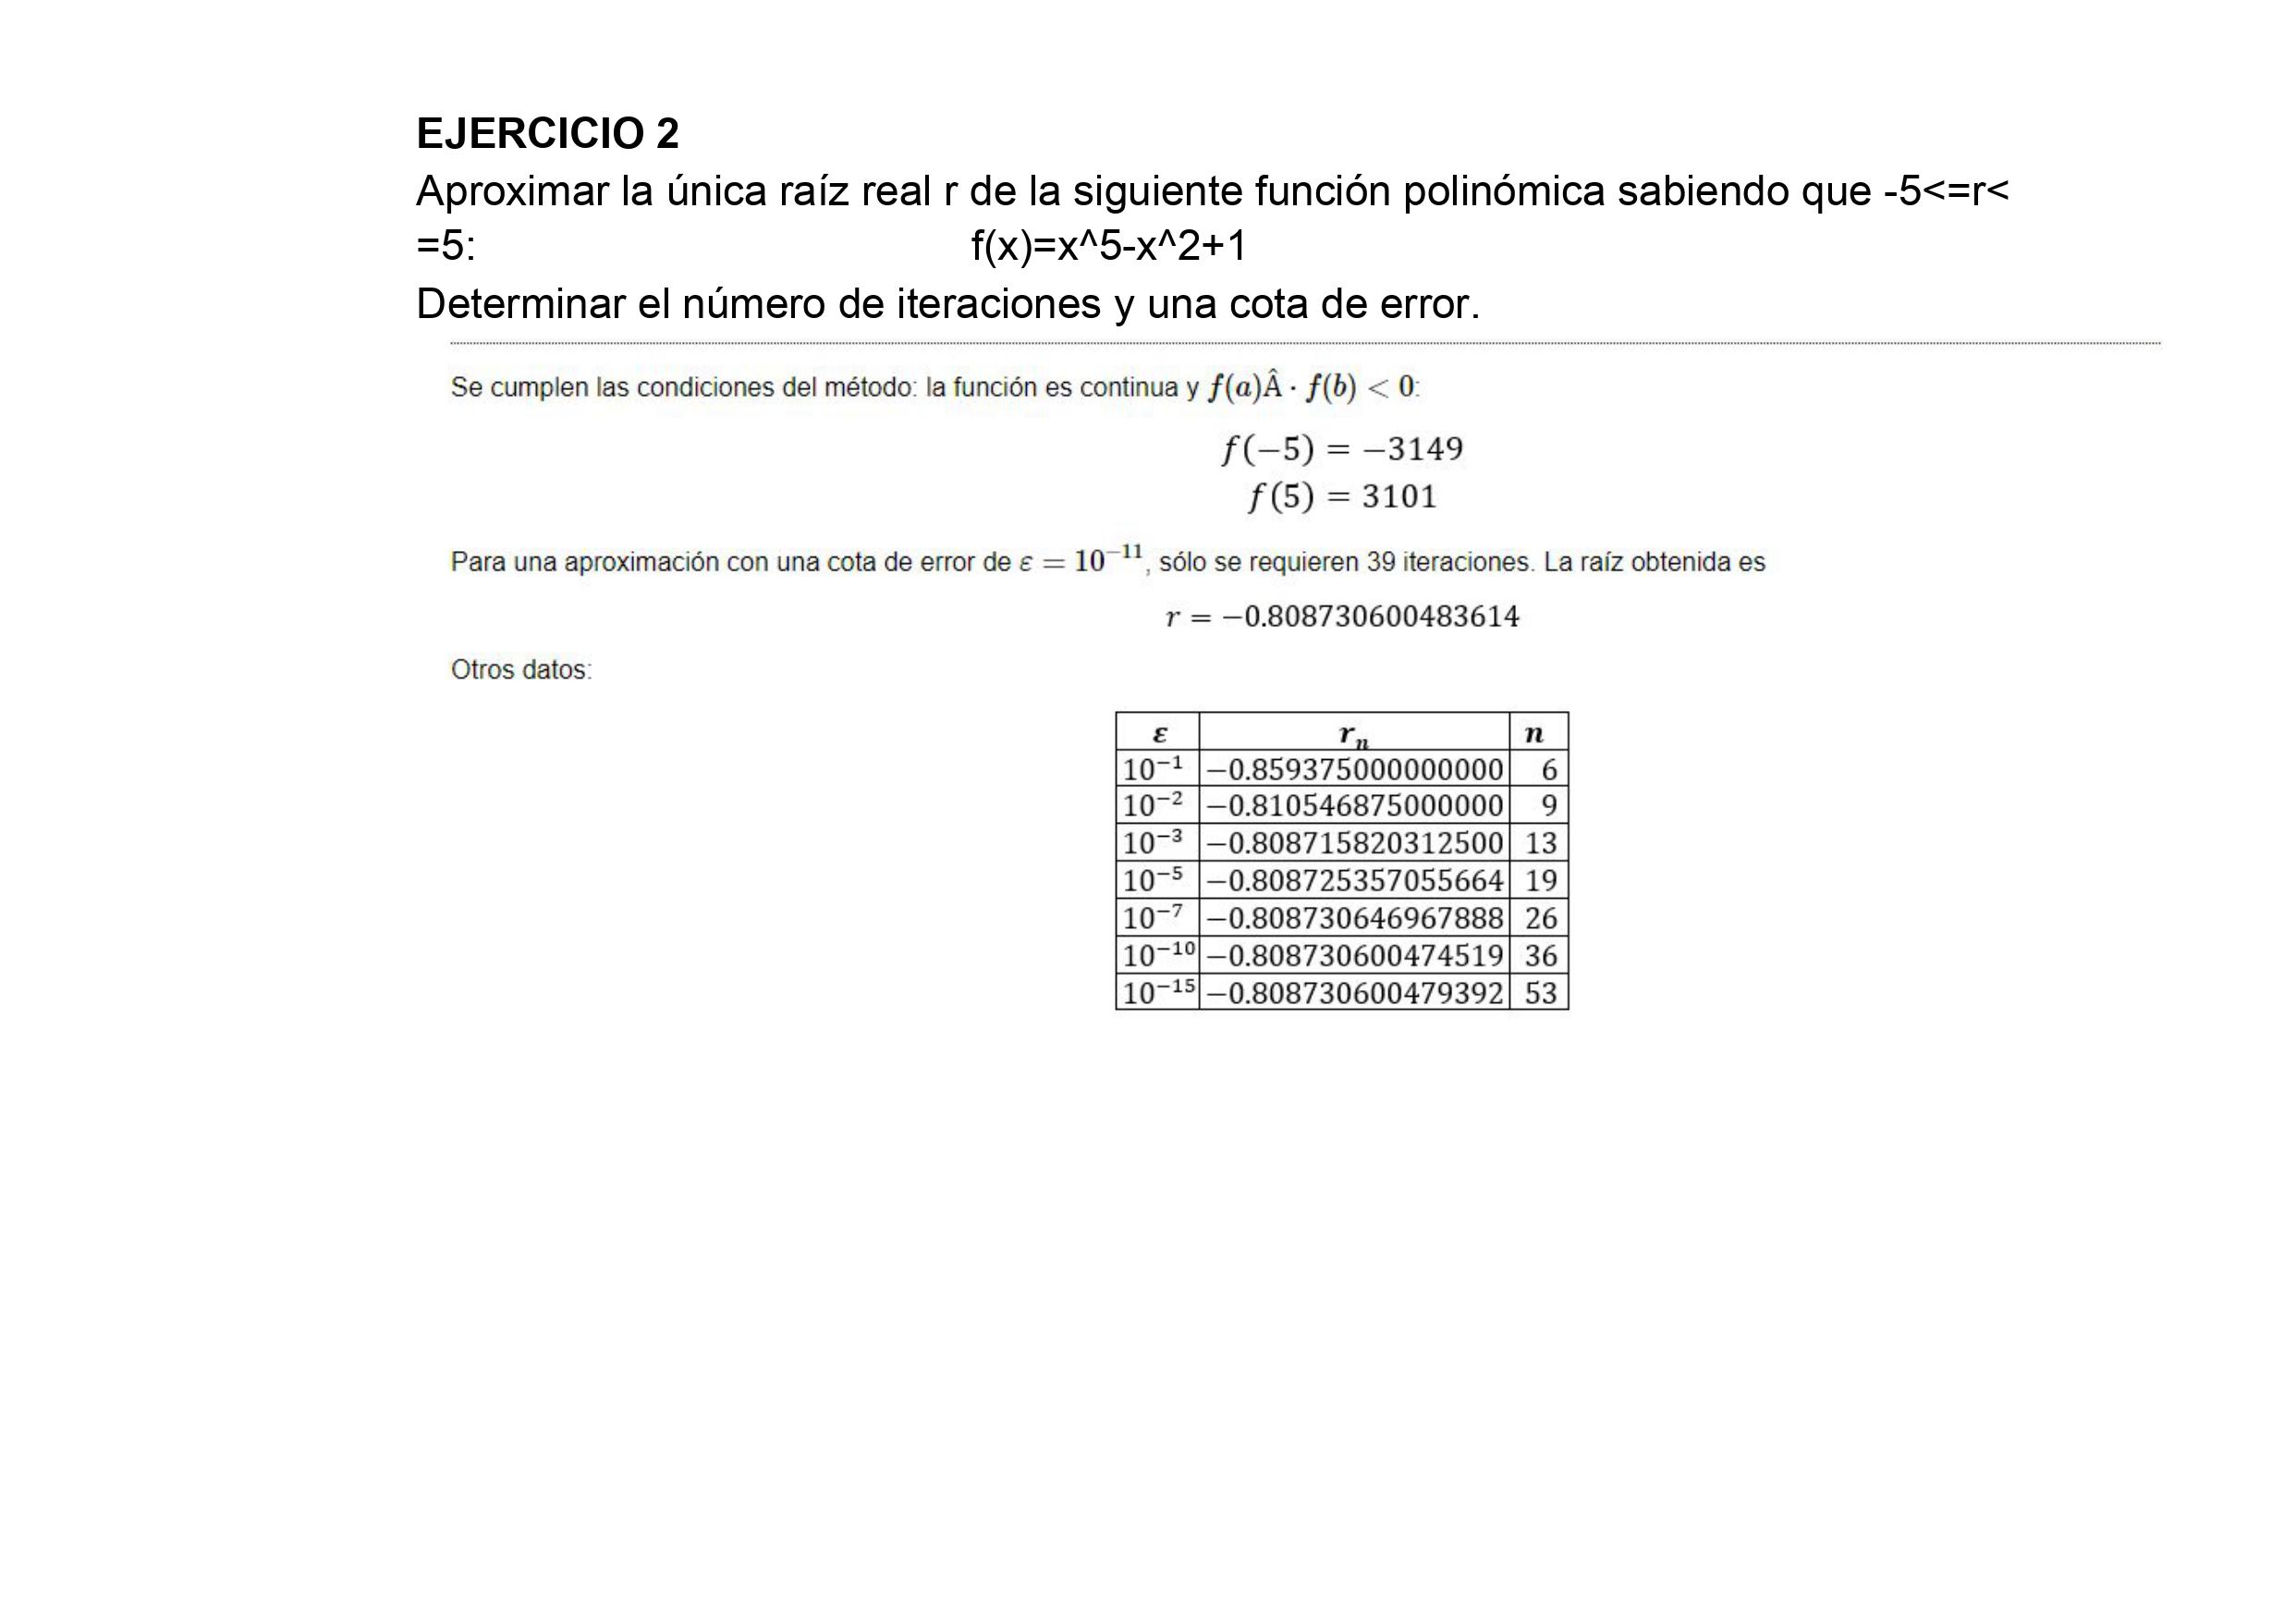 EJERCICIO 2
Aproximar la única raíz real r de la siguiente función polinómica sabiendo que -5<=r<
=5: f(x)=x^5-x^2+1
Determinar el número de iteraciones y una cota de error.
Se cumplen las condiciones del método: la función es continua y f(a)Â · f(b) < 0:
f(−5) = −3149
f(5) = 3101
Para una aproximación con una cota de error de ε = 10⁻¹¹, sólo se requieren 39 iteraciones. La raíz obtenida es
r = −0.808730600483614
Otros datos:
ε rₙ n
10⁻¹ −0.859375000000000 6
10⁻² −0.810546875000000 9
10⁻³ −0.808715820312500 13
10⁻⁵ −0.808725357055664 19
10⁻⁷ −0.808730646967888 26
10⁻¹⁰ −0.808730600474519 36
10⁻¹⁵ −0.808730600479392 53